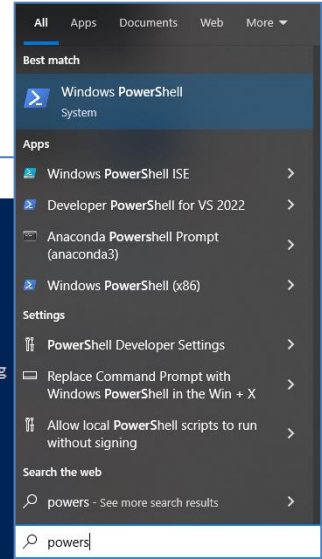 All Apps Documents Web More
Best match
Windows PowerShell
System
Apps
Windows PowerShell ISE
Developer PowerShell for VS 2022
Anaconda Powershell Prompt
(anaconda3)
Windows PowerShell (x86)
Settings
PowerShell Developer Settings
Replace Command Prompt with
Windows PowerShell in the Win + X
Allow local PowerShell scripts to run
without signing
Search the web
powers - See more search results
powers